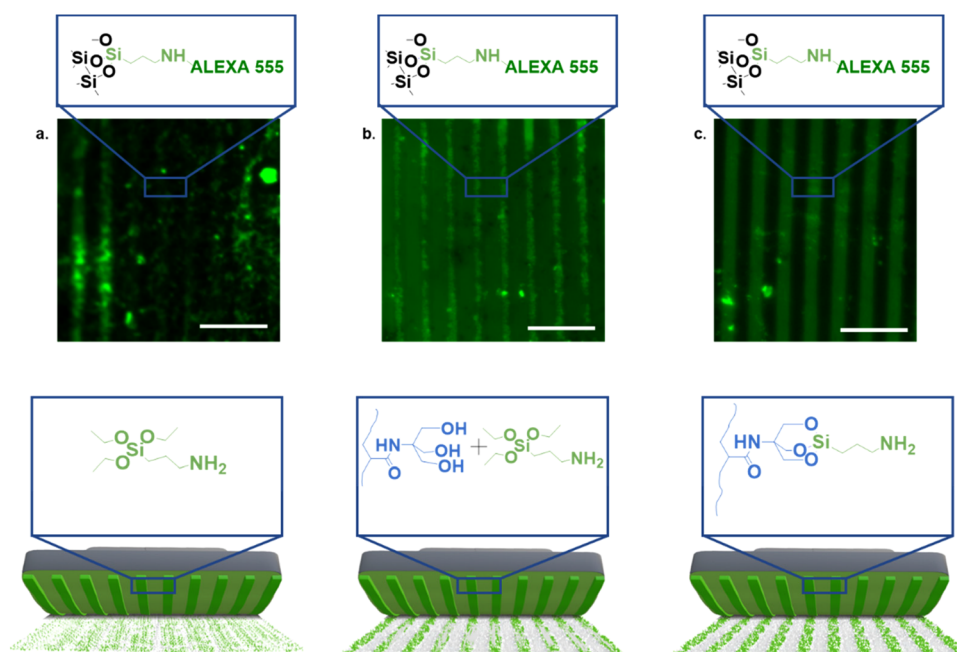 a.
O
Si
Si
O
O
Si
NH
ALEXA 555
b.
O
Si
Si
O
O
Si
NH
ALEXA 555
c.
O
Si
Si
O
O
Si
NH
ALEXA 555
O
O
Si
O
NH2
OH
HN
OH
O
OH
+
O
O
Si
O
NH2
O
HN
O
Si
O
O
NH2